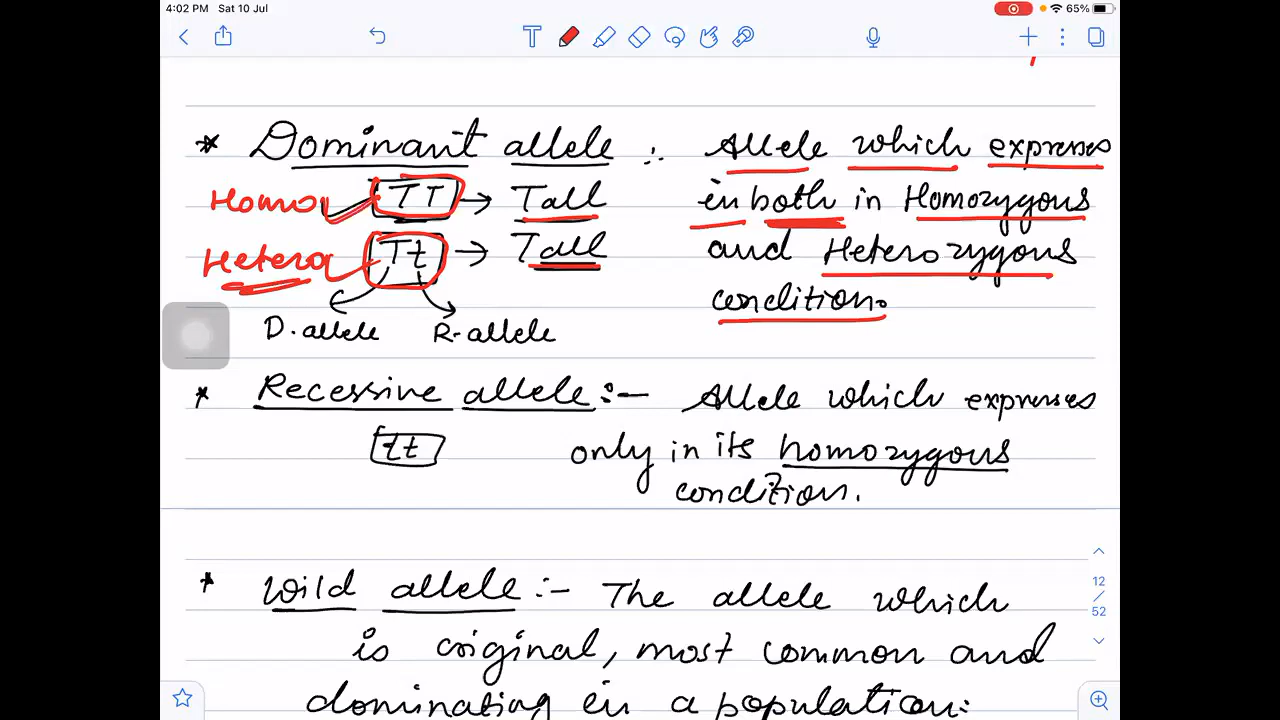 4:02 PM Sat 10 Jul 65%
* Dominant allele :. Allele which expresses
Homo TT → Tall in both in Homozygous
Hetero Tt → Tall and Heterozygous
condition.
D.allele R-allele
* Recessive allele :- Allele which expresses
tt only in its homozygous
condition.
* Wild allele :- The allele which
is original, most common and
dominating in a population.
12
/
52